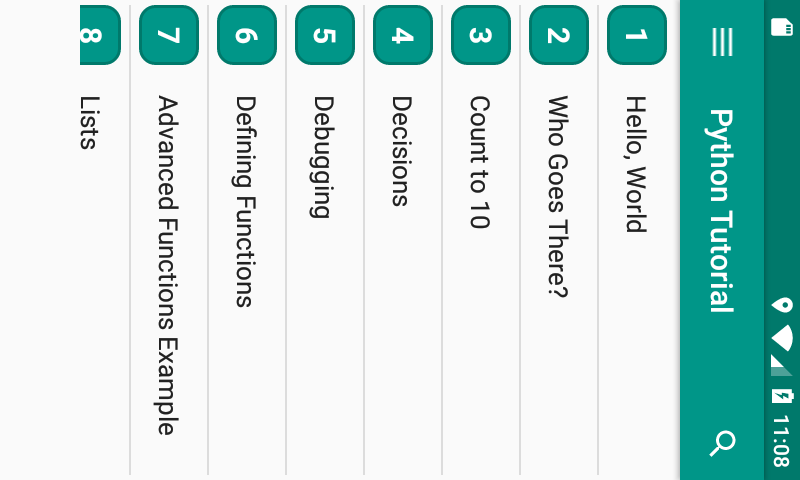 11:08
Python Tutorial
1 Hello, World
2 Who Goes There?
3 Count to 10
4 Decisions
5 Debugging
6 Defining Functions
7 Advanced Functions Example
8 Lists